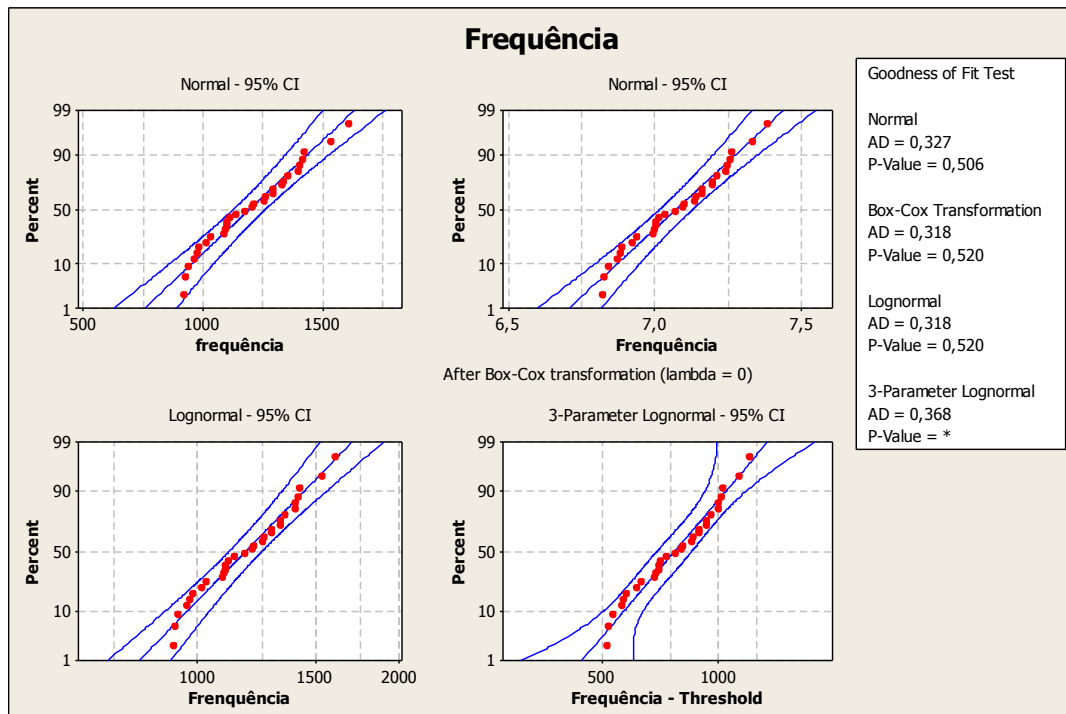 Frequência
Normal - 95% CI
99
90
50
10
1
Percent
500 1000 1500
frequência
Normal - 95% CI
99
90
50
10
1
Percent
6,5 7,0 7,5
Frenquência
After Box-Cox transformation (lambda = 0)
Lognormal - 95% CI
99
90
50
10
1
Percent
1000 1500 2000
Frenquência
3-Parameter Lognormal - 95% CI
99
90
50
10
1
Percent
500 1000
Frequência - Threshold
Goodness of Fit Test
Normal
AD = 0,327
P-Value = 0,506
Box-Cox Transformation
AD = 0,318
P-Value = 0,520
Lognormal
AD = 0,318
P-Value = 0,520
3-Parameter Lognormal
AD = 0,368
P-Value = *